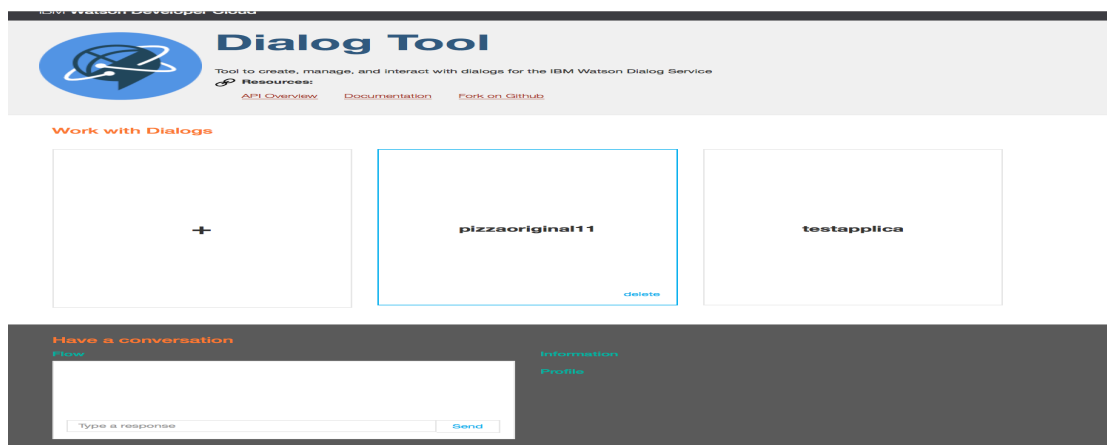 IBM Watson Developer Cloud
Dialog Tool
Tool to create, manage, and interact with dialogs for the IBM Watson Dialog Service
Resources:
API Overview Documentation Fork on Github
Work with Dialogs
+ pizzaoriginal11 testapplica
delete
Have a conversation
Flow Information
Profile
Type a response Send